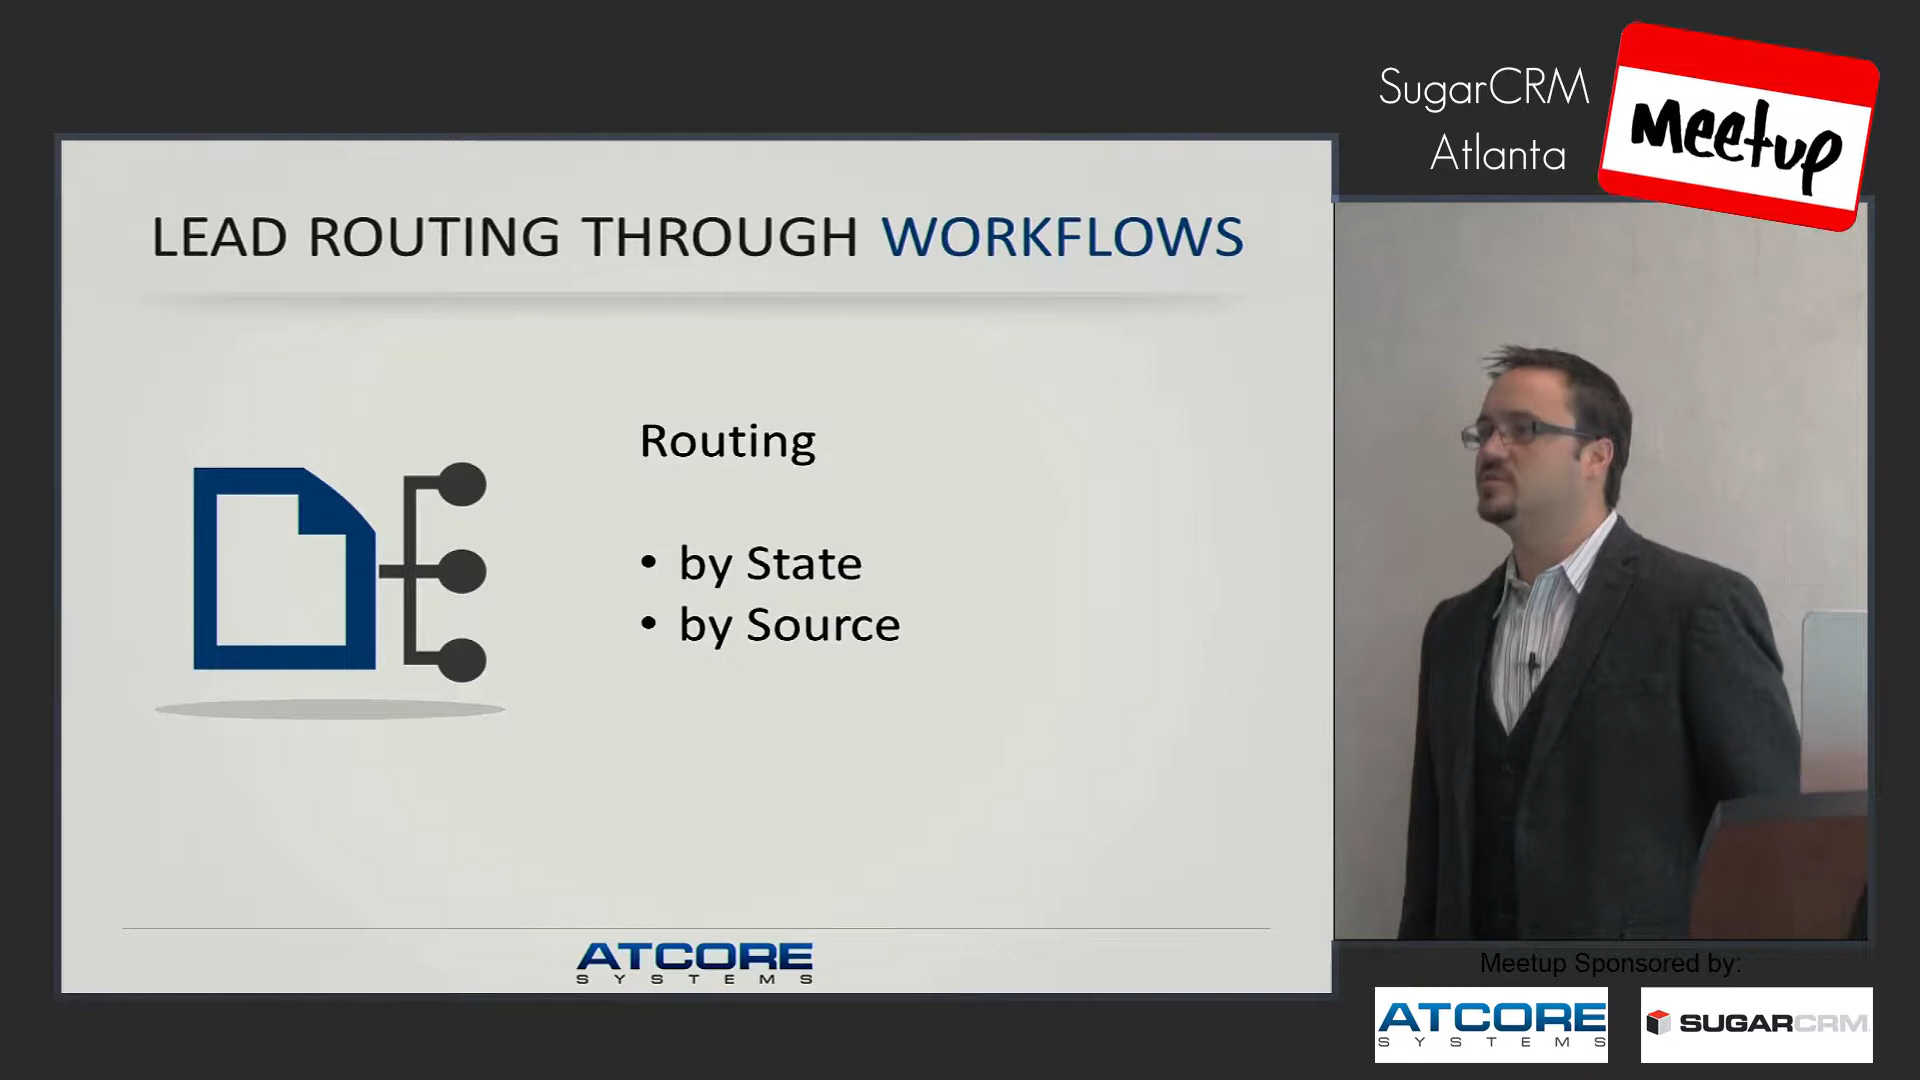 SugarCRM
Atlanta
Meetup
LEAD ROUTING THROUGH WORKFLOWS
Routing
• by State
• by Source
ATCORE
SYSTEMS
Meetup Sponsored by:
ATCORE
SYSTEMS
SUGARCRM